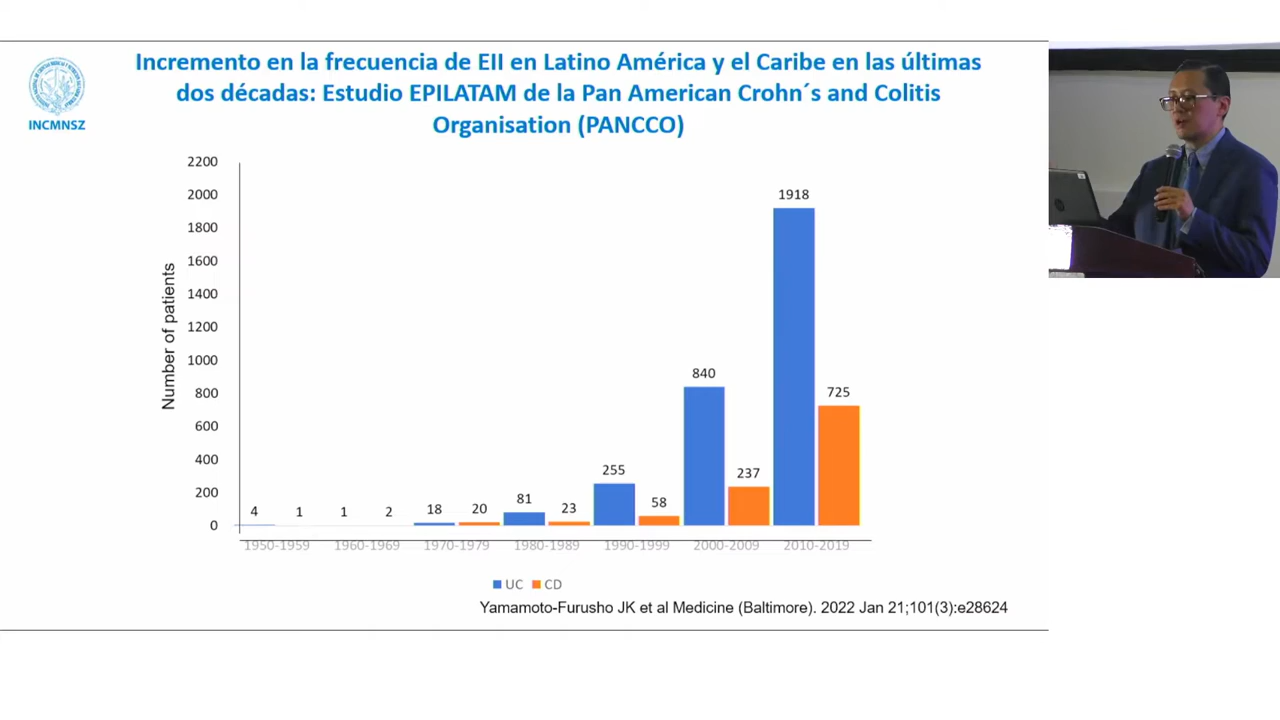 Incremento en la frecuencia de EII en Latino América y el Caribe en las últimas
dos décadas: Estudio EPILATAM de la Pan American Crohn´s and Colitis
Organisation (PANCCO)
INCMNSZ
Number of patients
2200
2000
1800
1600
1400
1200
1000
800
600
400
200
0
4 1 1 2 18 20 81 23 255 58 840 237 1918 725
1950-1959 1960-1969 1970-1979 1980-1989 1990-1999 2000-2009 2010-2019
UC CD
Yamamoto-Furusho JK et al Medicine (Baltimore). 2022 Jan 21;101(3):e28624